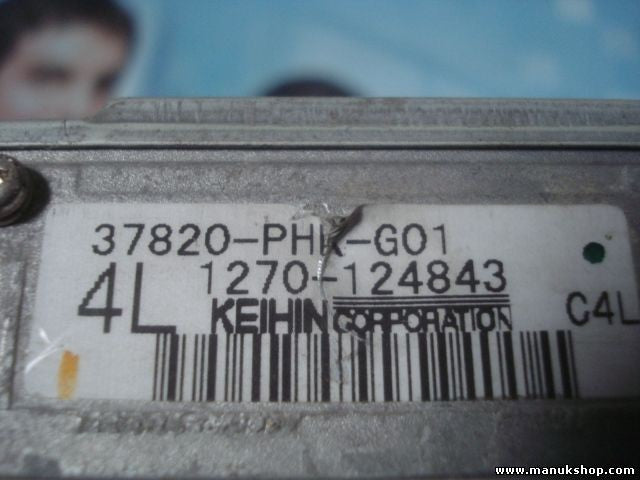 37820-PHK-G01
1270-124843
4L KEIHIN CORPORATION C4L
www.manukshop.com